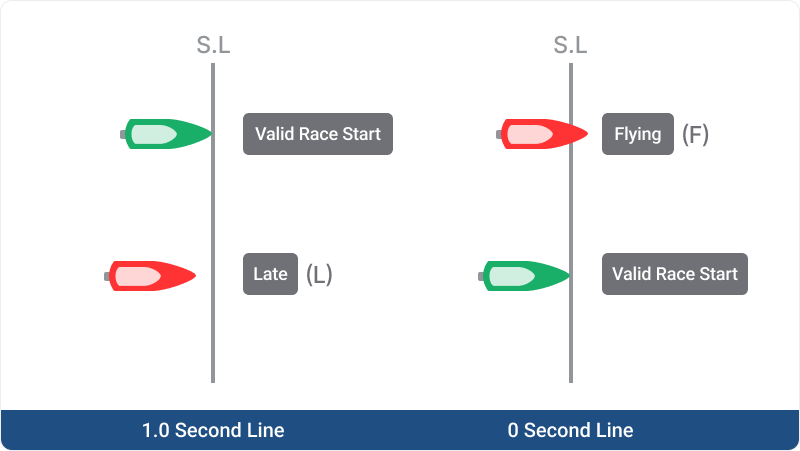 S.L
Valid Race Start
Late (L)
1.0 Second Line
S.L
Flying (F)
Valid Race Start
0 Second Line